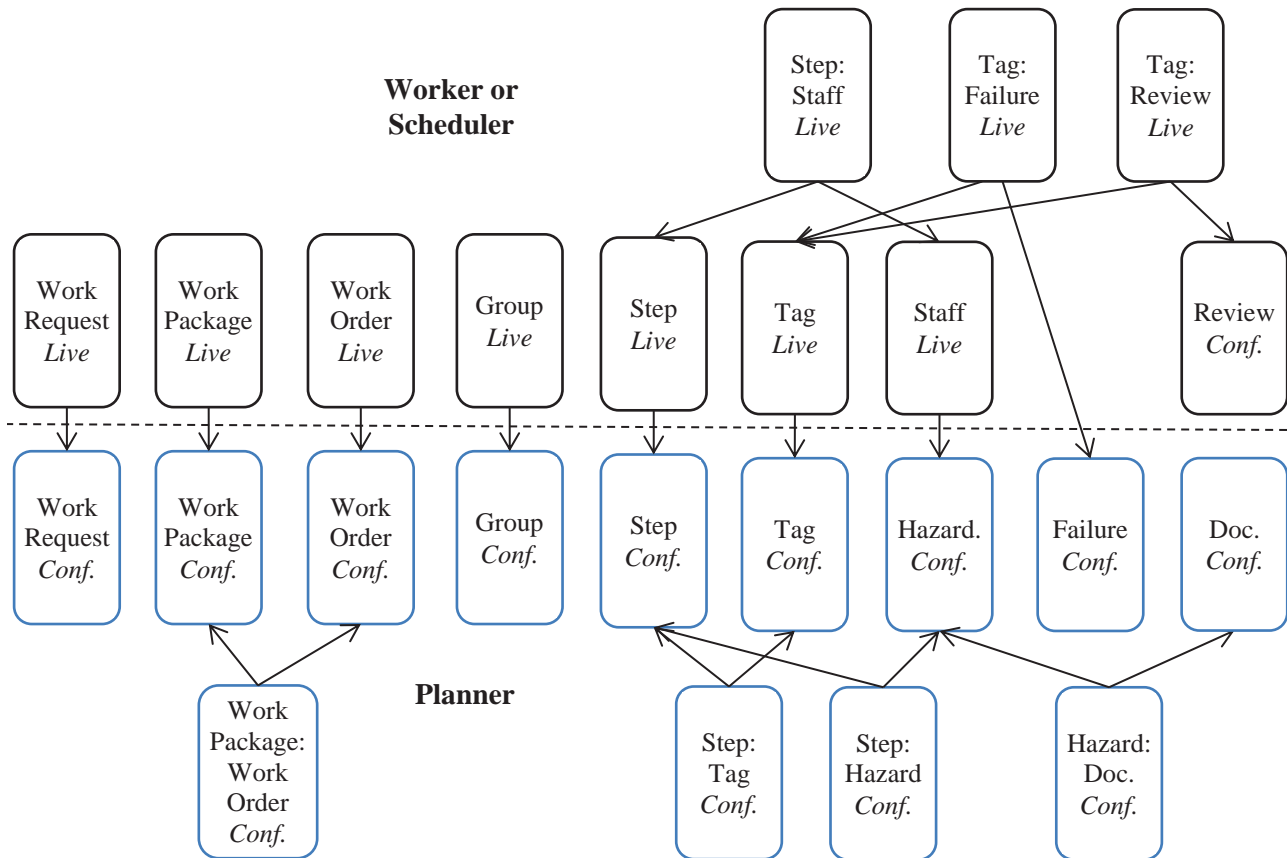 Worker or
Scheduler
Step:
Staff
Live
Tag:
Failure
Live
Tag:
Review
Live
Work
Request
Live
Work
Package
Live
Work
Order
Live
Group
Live
Step
Live
Tag
Live
Staff
Live
Review
Conf.
Work
Request
Conf.
Work
Package
Conf.
Work
Order
Conf.
Group
Conf.
Step
Conf.
Tag
Conf.
Hazard.
Conf.
Failure
Conf.
Doc.
Conf.
Planner
Work
Package:
Work
Order
Conf.
Step:
Tag
Conf.
Step:
Hazard
Conf.
Hazard:
Doc.
Conf.